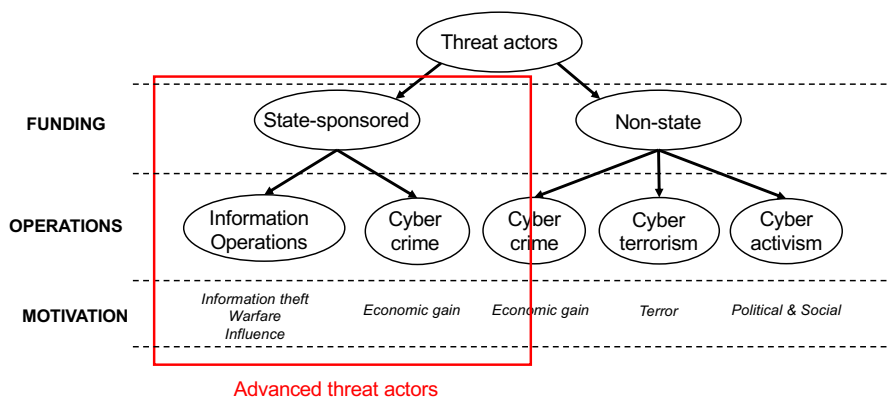 Threat actors
FUNDING
State-sponsored
Non-state
OPERATIONS
Information
Operations
Cyber
crime
Cyber
crime
Cyber
terrorism
Cyber
activism
MOTIVATION
Information theft
Warfare
Influence
Economic gain
Economic gain
Terror
Political & Social
Advanced threat actors